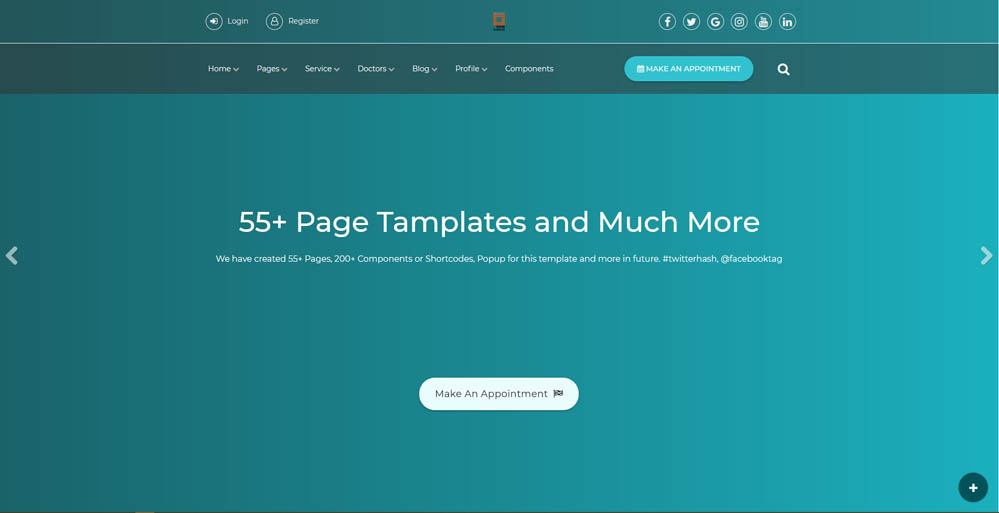 Login Register
Home Pages Service Doctors Blog Profile Components MAKE AN APPOINTMENT
55+ Page Tamplates and Much More
We have created 55+ Pages, 200+ Components or Shortcodes, Popup for this template and more in future. #twitterhash, @facebooktag
Make An Appointment